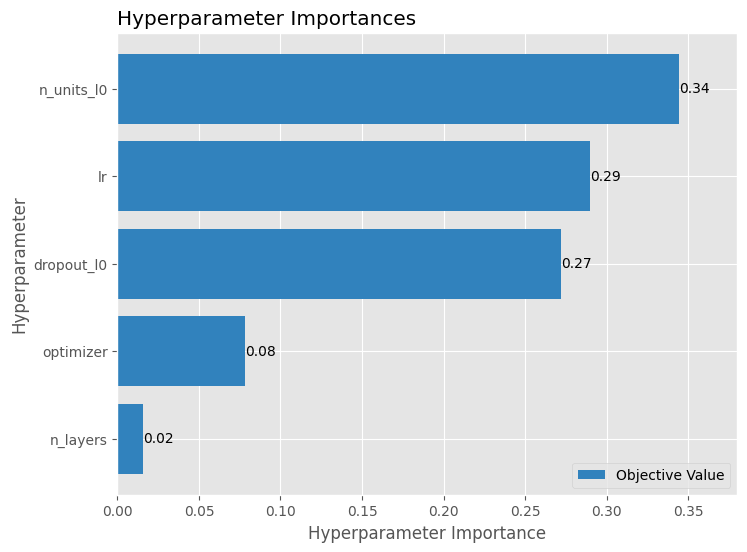 Hyperparameter Importances
Hyperparameter
n_units_l0
0.34
lr
0.29
dropout_l0
0.27
optimizer
0.08
n_layers
0.02
Objective Value
0.00 0.05 0.10 0.15 0.20 0.25 0.30 0.35
Hyperparameter Importance